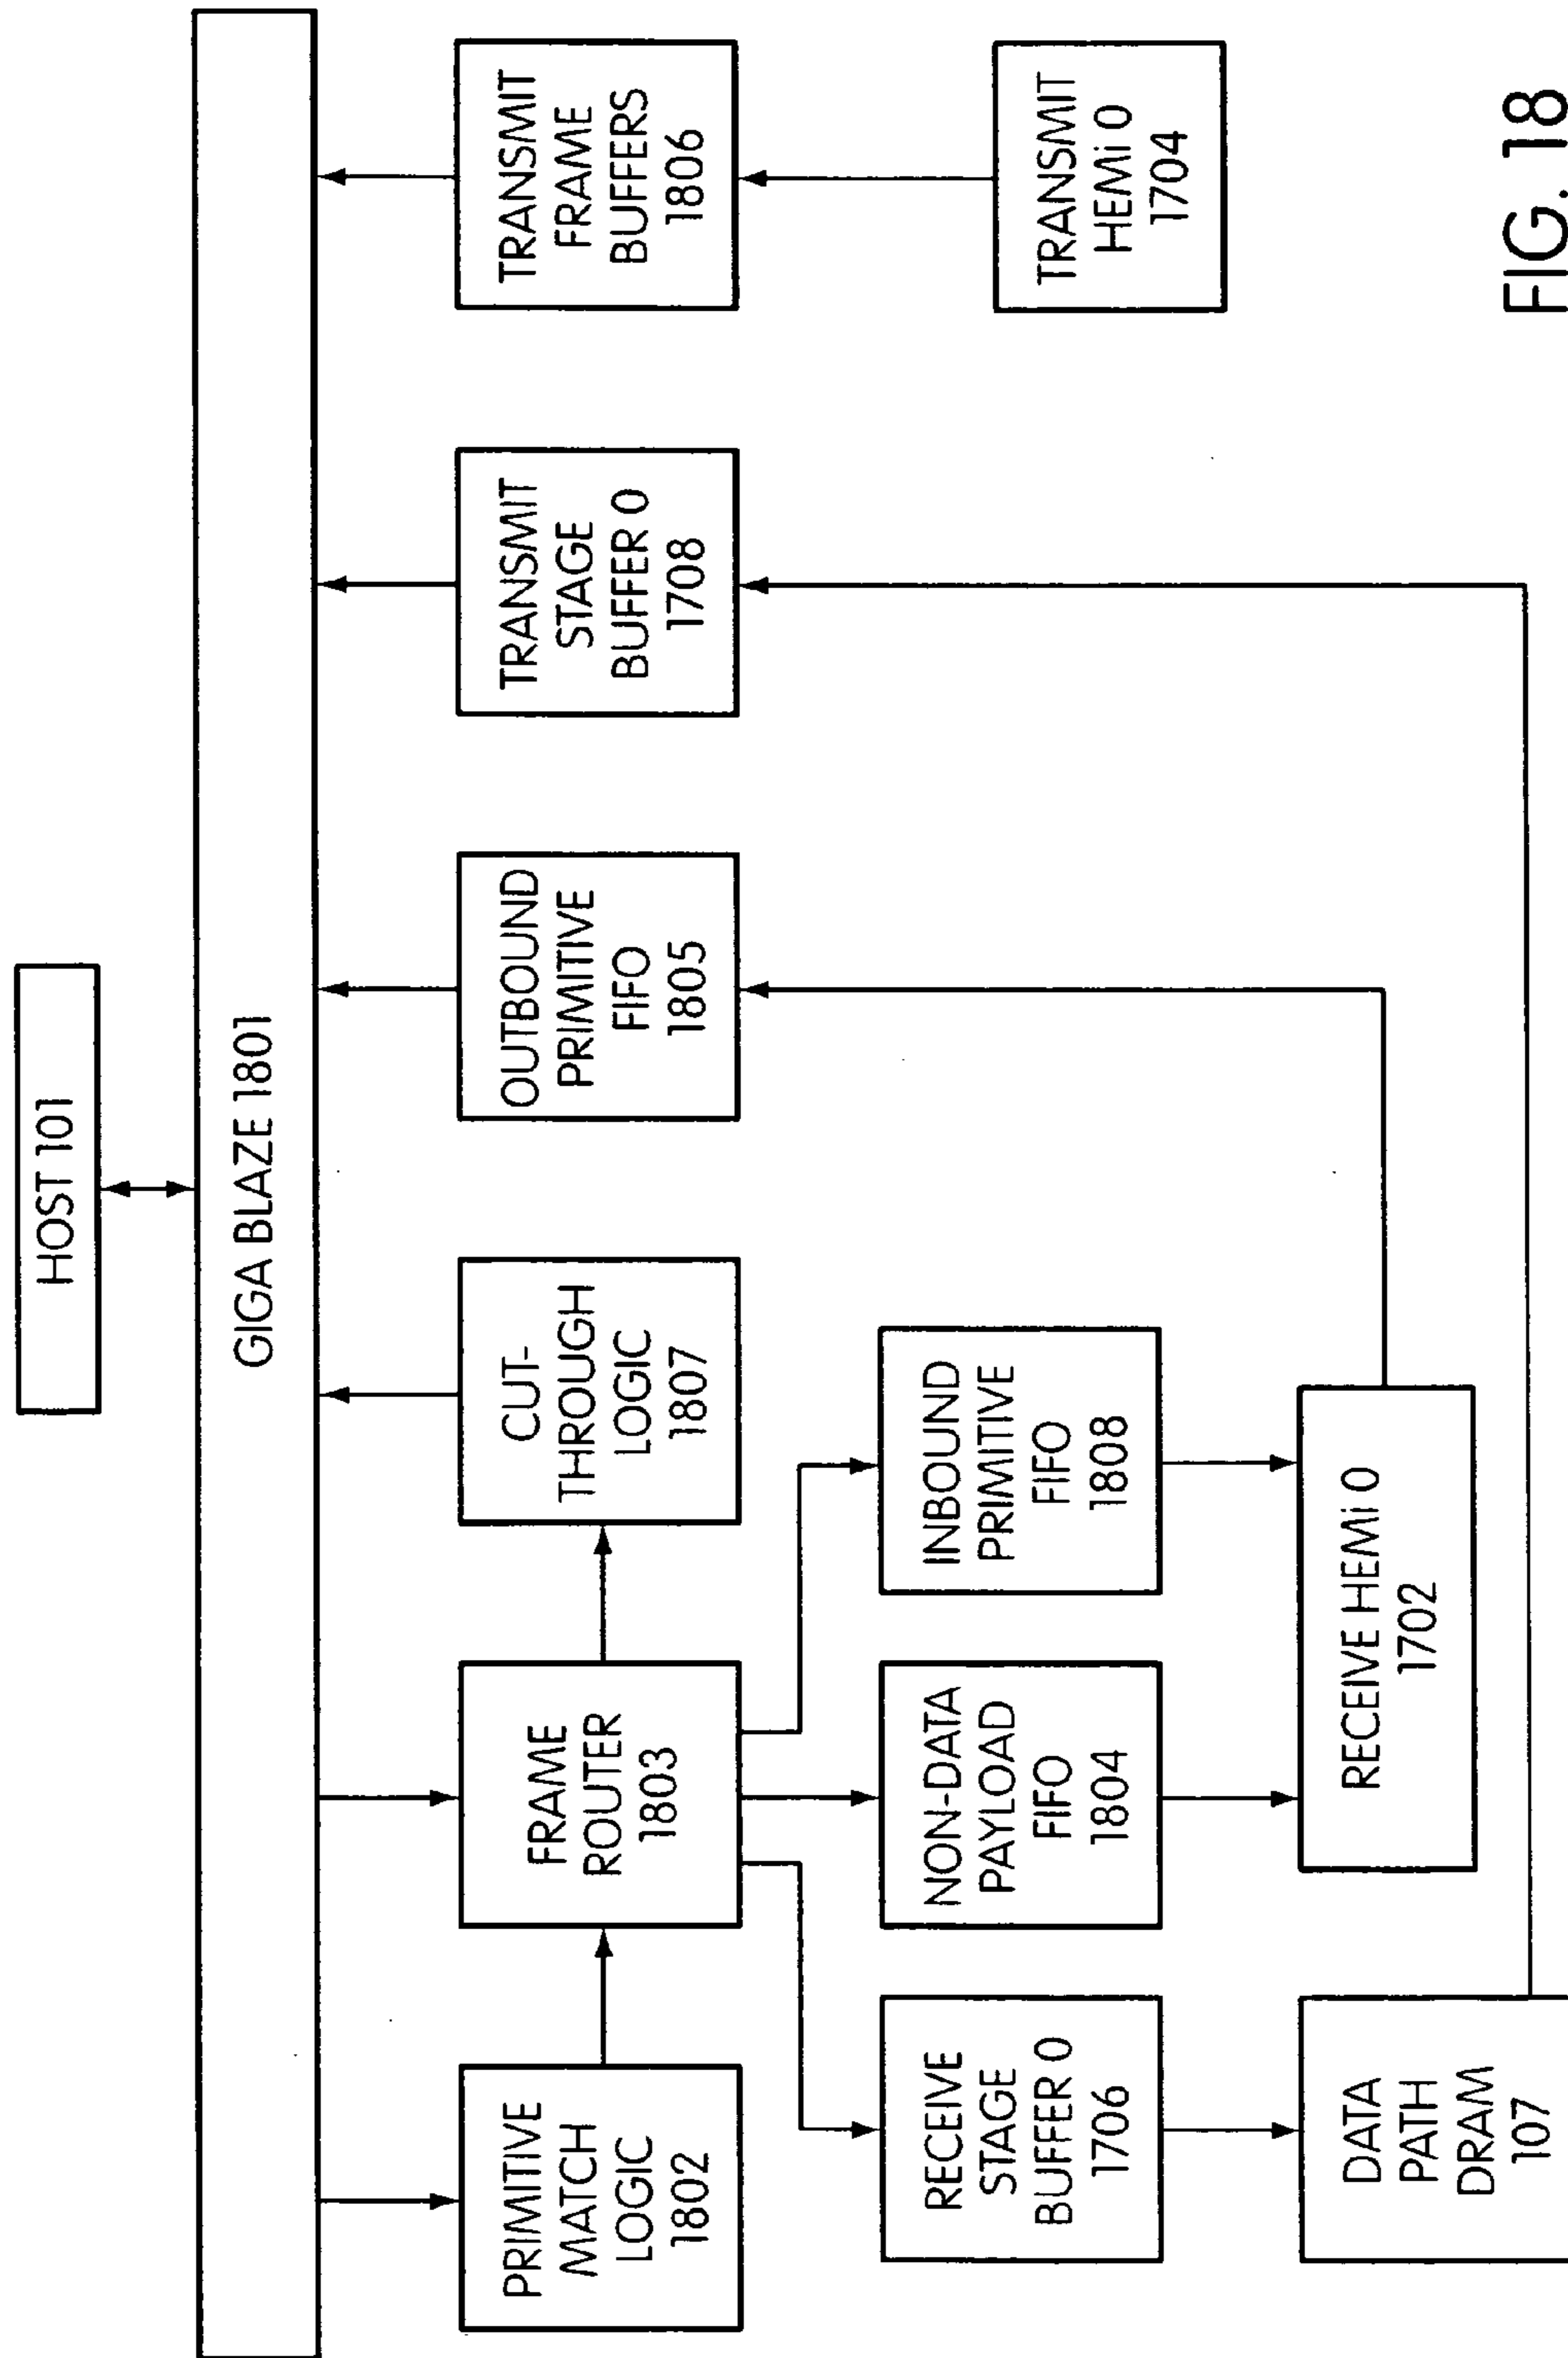 HOST 101
GIGA BLAZE 1801
PRIMITIVE
MATCH
LOGIC
1802
FRAME
ROUTER
1803
CUT-
THROUGH
LOGIC
1807
OUTBOUND
PRIMITIVE
FIFO
1805
TRANSMIT
STAGE
BUFFER 0
1708
TRANSMIT
FRAME
BUFFERS
1806
RECEIVE
STAGE
BUFFER 0
1706
NON-DATA
PAYLOAD
FIFO
1804
INBOUND
PRIMITIVE
FIFO
1808
TRANSMIT
HEMi 0
1704
DATA
PATH
DRAM
107
RECEIVE HEMi 0
1702
FIG. 18